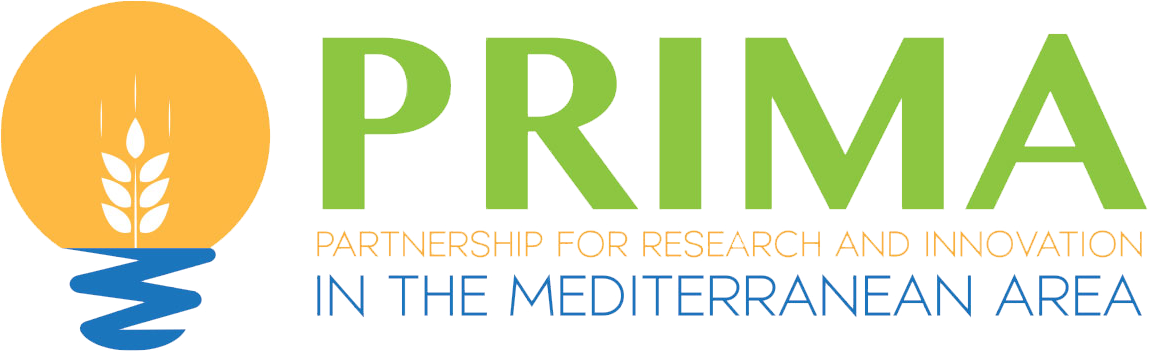 PRIMA
PARTNERSHIP FOR RESEARCH AND INNOVATION
IN THE MEDITERRANEAN AREA